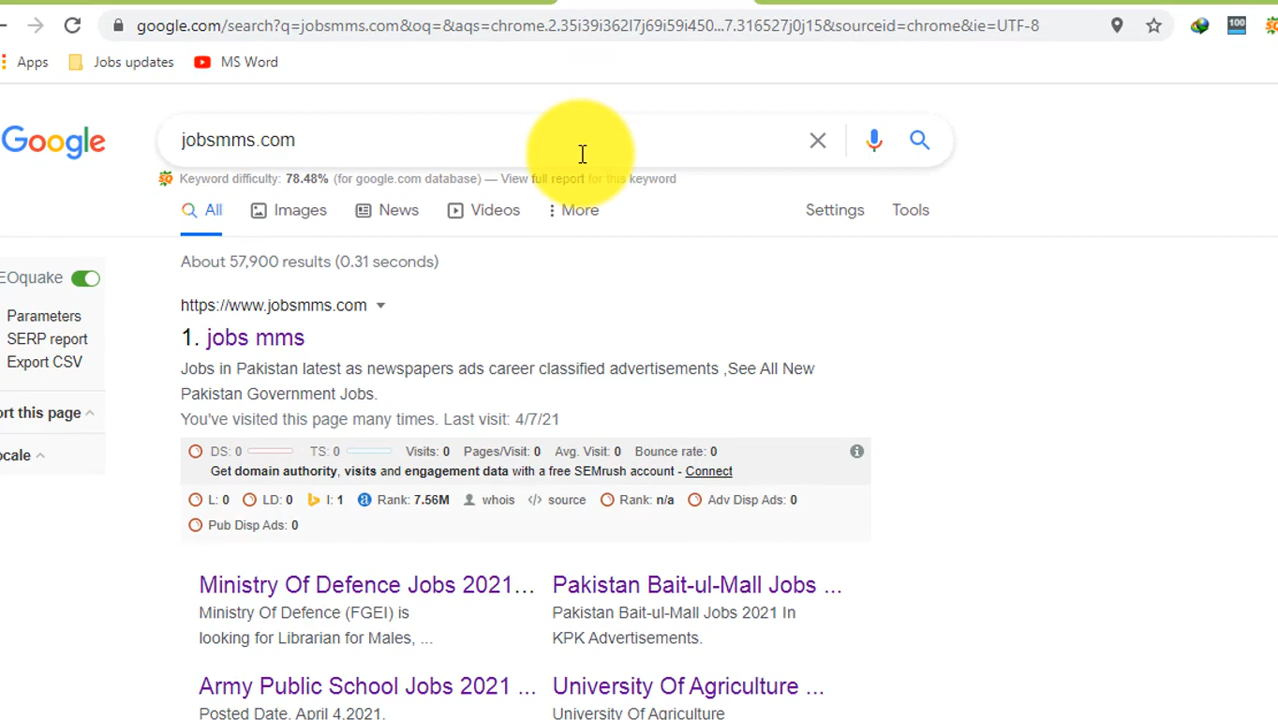 google.com/search?q=jobsmms.com&oq=&aqs=chrome.2.35i39i362l7j69i59i450...7.316527j0j15&sourceid=chrome&ie=UTF-8
100
Apps Jobs updates MS Word
Google
jobsmms.com
Keyword difficulty: 78.48% (for google.com database) — View full report for this keyword
All Images News Videos More Settings Tools
About 57,900 results (0.31 seconds)
EOquake
Parameters
SERP report
Export CSV
ort this page
ocale
https://www.jobsmms.com
1. jobs mms
Jobs in Pakistan latest as newspapers ads career classified advertisements ,See All New
Pakistan Government Jobs.
You've visited this page many times. Last visit: 4/7/21
DS: 0 TS: 0 Visits: 0 Pages/Visit: 0 Avg. Visit: 0 Bounce rate: 0
Get domain authority, visits and engagement data with a free SEMrush account - Connect
L: 0 LD: 0 I: 1 Rank: 7.56M whois source Rank: n/a Adv Disp Ads: 0
Pub Disp Ads: 0
Ministry Of Defence Jobs 2021...
Ministry Of Defence (FGEI) is
looking for Librarian for Males, ...
Pakistan Bait-ul-Mall Jobs ...
Pakistan Bait-ul-Mall Jobs 2021 In
KPK Advertisements.
Army Public School Jobs 2021 ...
Posted Date. April 4.2021.
University Of Agriculture ...
University Of Agriculture